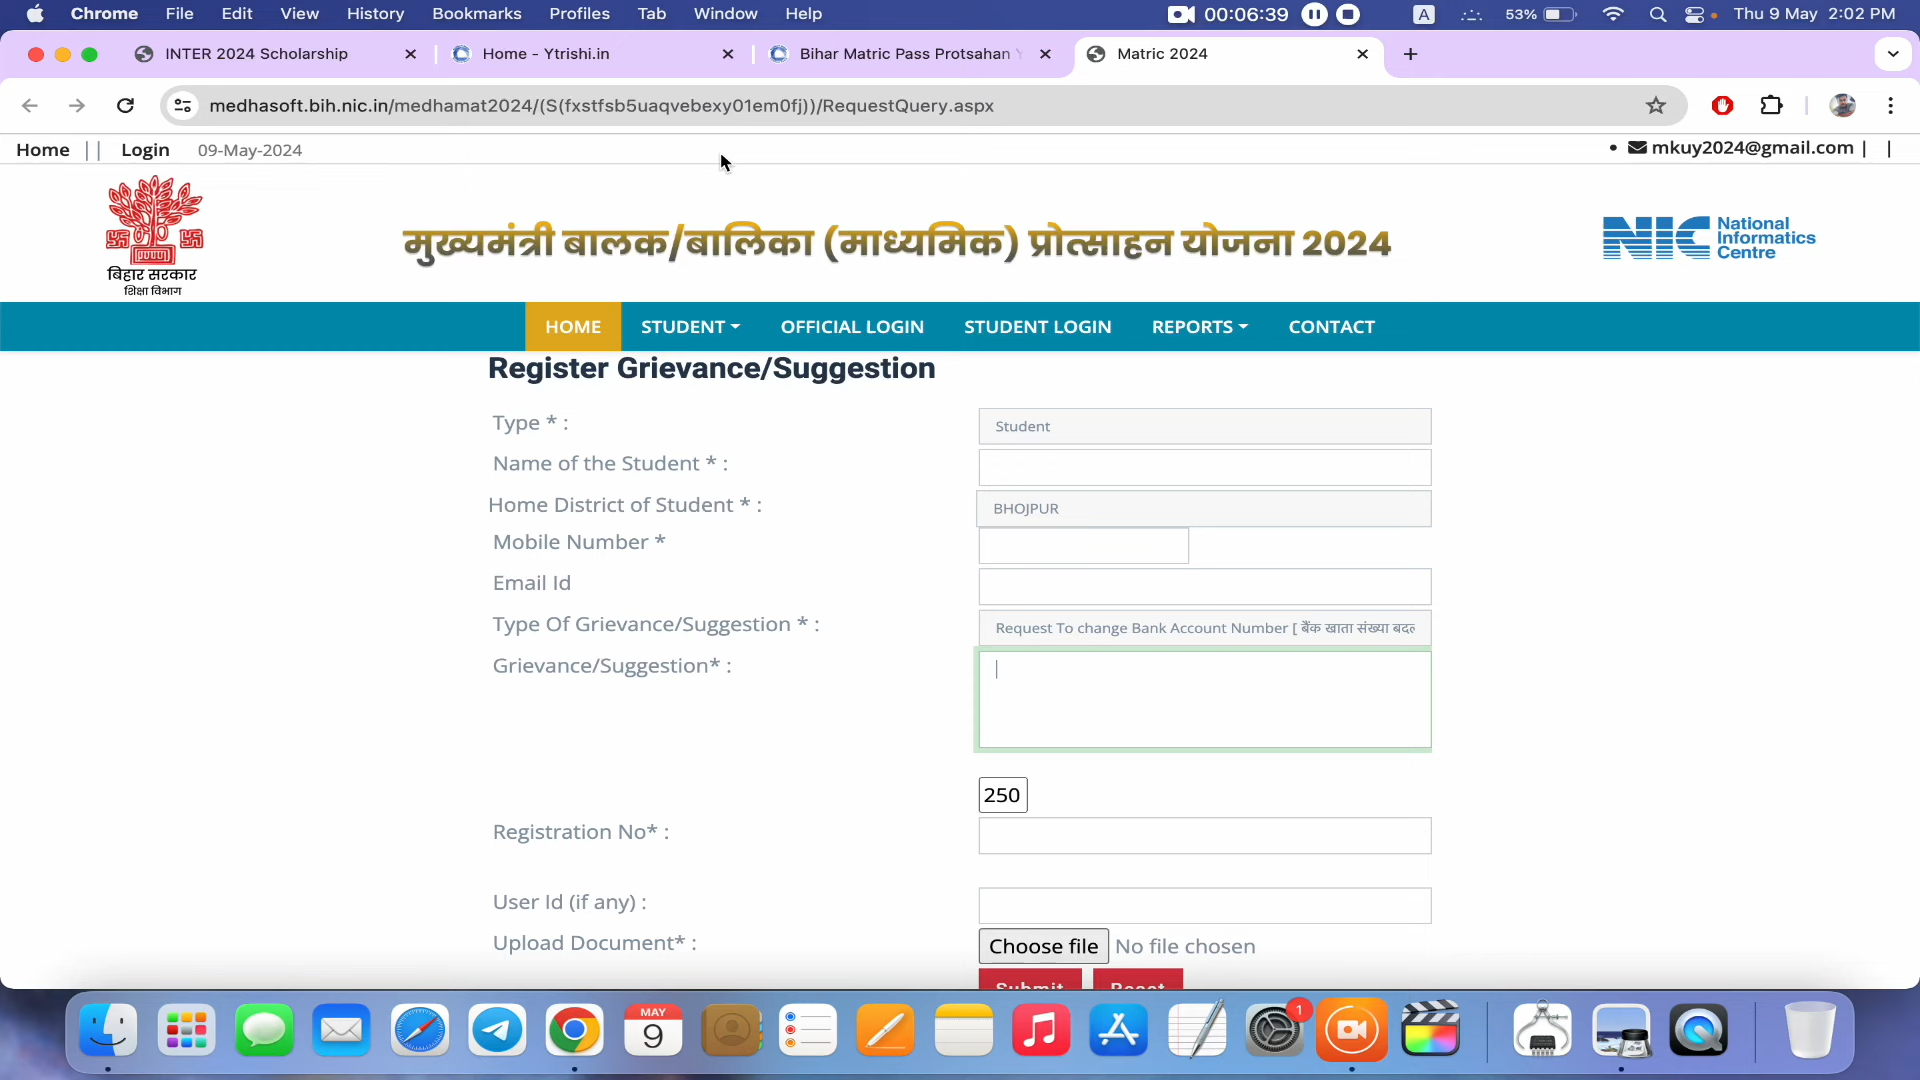 Chrome File Edit View History Bookmarks Profiles Tab Window Help 00:06:39 A 53% Thu 9 May 2:02 PM
INTER 2024 Scholarship Home - Ytrishi.in Bihar Matric Pass Protsahan Matric 2024
medhasoft.bih.nic.in/medhamat2024/(S(fxstfsb5uaqvebexy01em0fj))/RequestQuery.aspx
Home || Login 09-May-2024 • mkuy2024@gmail.com | |
बिहार सरकार
शिक्षा विभाग
मुख्यमंत्री बालक/बालिका (माध्यमिक) प्रोत्साहन योजना 2024
NIC National
Informatics
Centre
HOME STUDENT OFFICIAL LOGIN STUDENT LOGIN REPORTS CONTACT
Register Grievance/Suggestion
Type * : Student
Name of the Student * :
Home District of Student * : BHOJPUR
Mobile Number *
Email Id
Type Of Grievance/Suggestion * : Request To change Bank Account Number [ बैंक खाता संख्या
Grievance/Suggestion* :
250
Registration No* :
User Id (if any) :
Upload Document* : Choose file No file chosen
Submit Reset
MAY
9
1